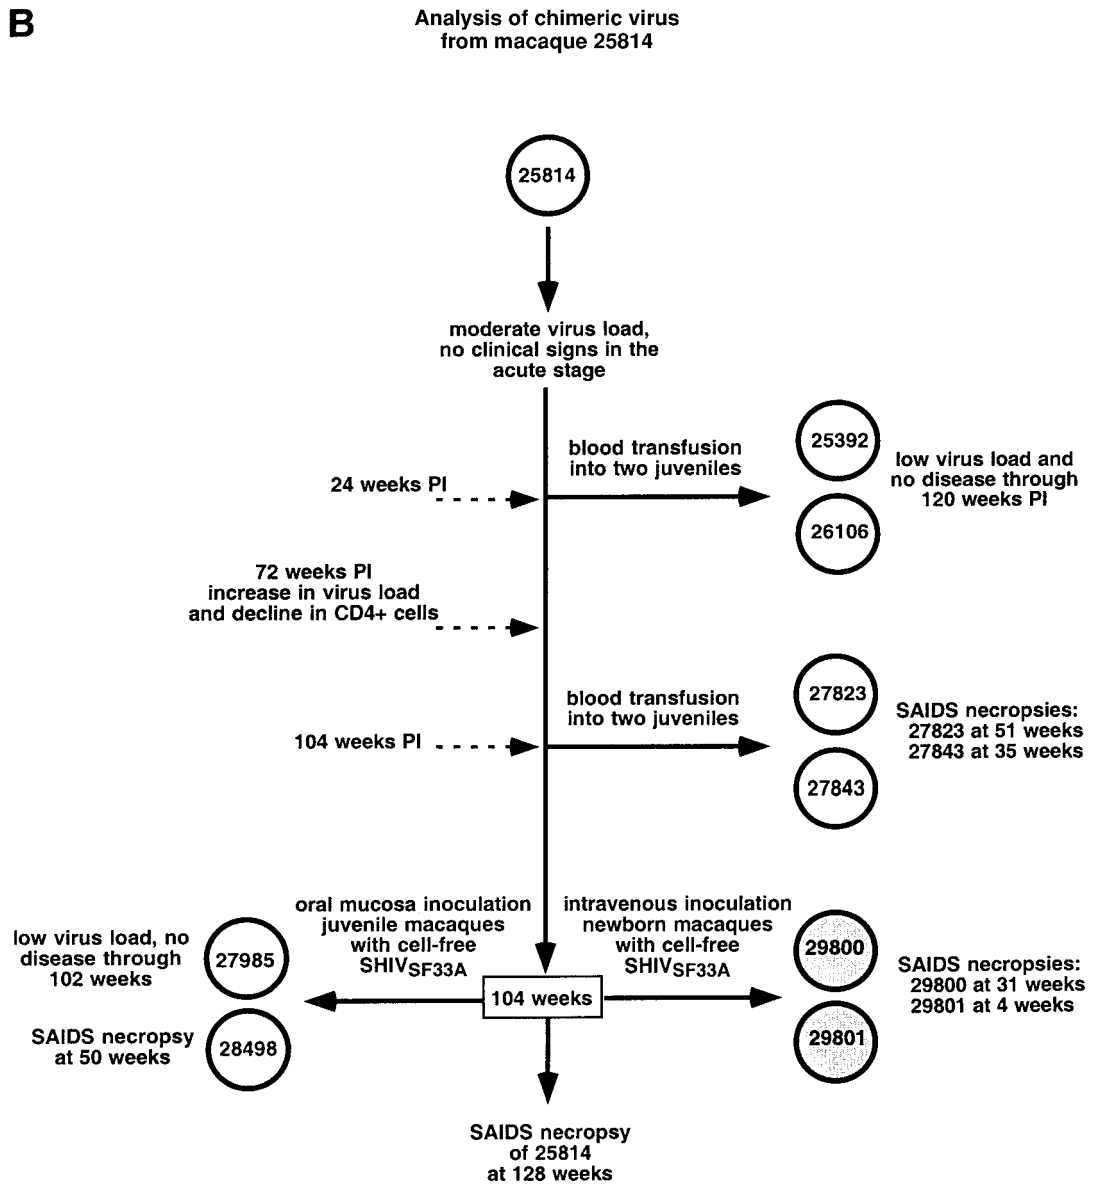 B
Analysis of chimeric virus
from macaque 25814
25814
moderate virus load,
no clinical signs in the
acute stage
24 weeks PI
blood transfusion
into two juveniles
25392
26106
low virus load and
no disease through
120 weeks PI
72 weeks PI
increase in virus load
and decline in CD4+ cells
104 weeks PI
blood transfusion
into two juveniles
27823
27843
SAIDS necropsies:
27823 at 51 weeks
27843 at 35 weeks
oral mucosa inoculation
juvenile macaques
with cell-free
SHIVSF33A
intravenous inoculation
newborn macaques
with cell-free
SHIVSF33A
low virus load, no
disease through
102 weeks
27985
SAIDS necropsy
at 50 weeks
28498
104 weeks
29800
29801
SAIDS necropsies:
29800 at 31 weeks
29801 at 4 weeks
SAIDS necropsy
of 25814
at 128 weeks